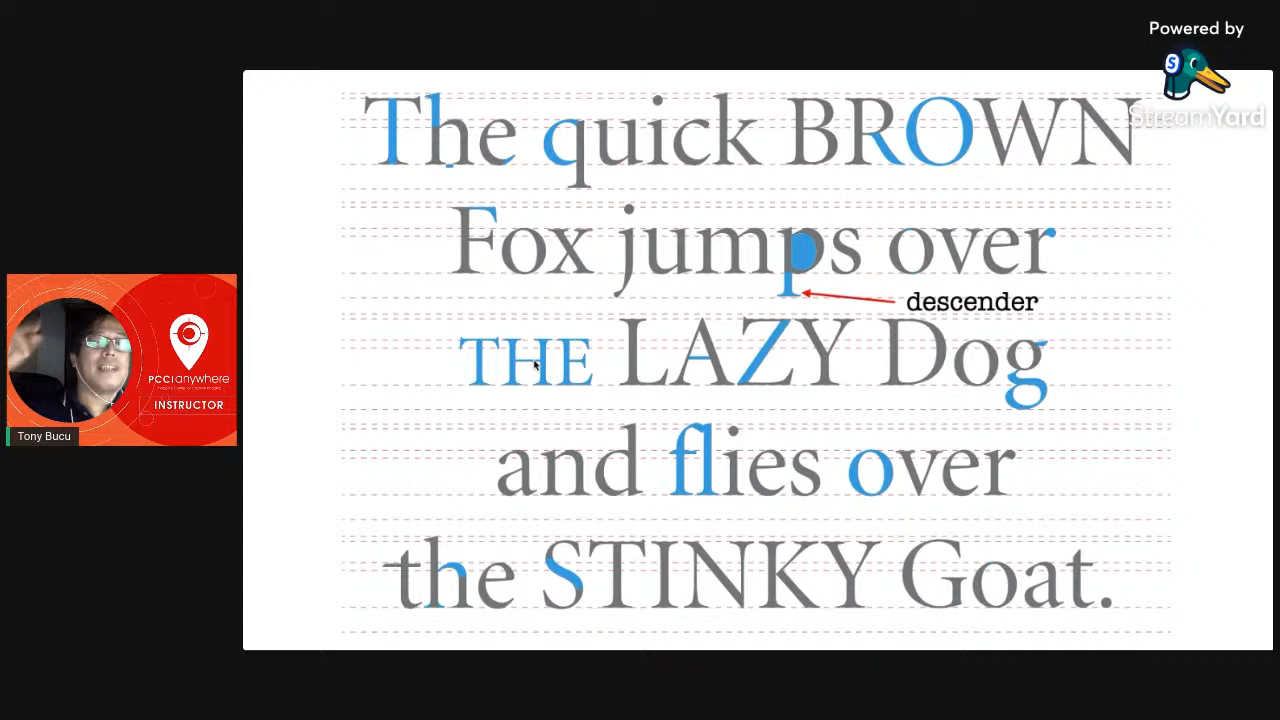 Powered by
StreamYard
The quick BROWN
Fox jumps over
descender
THE LAZY Dog
and flies over
the STINKY Goat.
PCCI anywhere
INSTRUCTOR
Tony Bucu